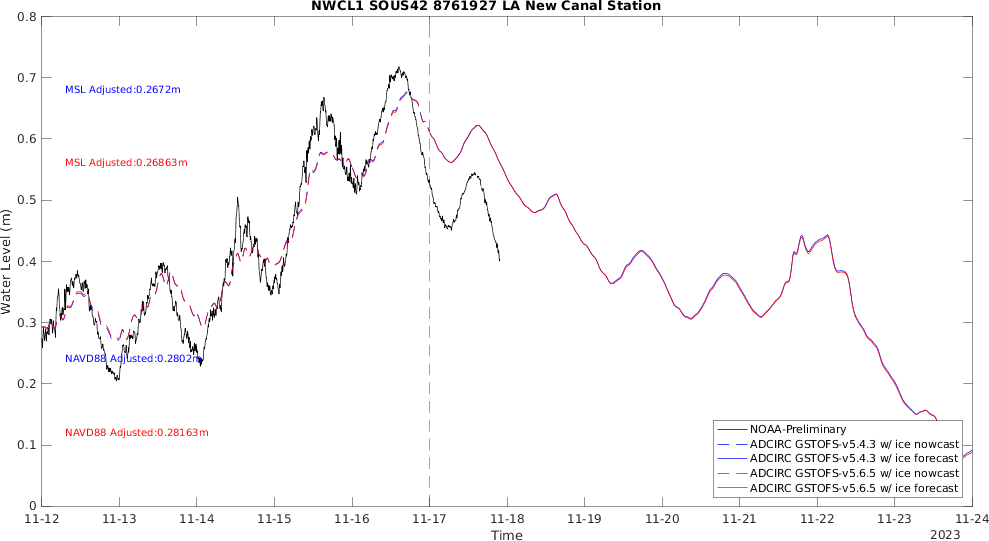 NWCL1 SOUS42 8761927 LA New Canal Station
Water Level (m)
0.8
0.7
0.6
0.5
0.4
0.3
0.2
0.1
0
MSL Adjusted:0.2672m
MSL Adjusted:0.26863m
NAVD88 Adjusted:0.2802m
NAVD88 Adjusted:0.28163m
NOAA-Preliminary
ADCIRC GSTOFS-v5.4.3 w/ ice nowcast
ADCIRC GSTOFS-v5.4.3 w/ ice forecast
ADCIRC GSTOFS-v5.6.5 w/ ice nowcast
ADCIRC GSTOFS-v5.6.5 w/ ice forecast
11-12 11-13 11-14 11-15 11-16 11-17 11-18 11-19 11-20 11-21 11-22 11-23 11-24
Time
2023